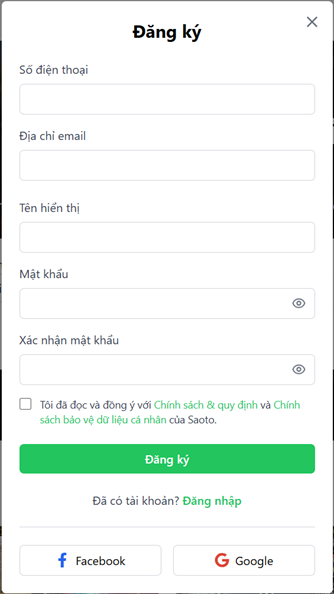 Đăng ký
Số điện thoại
Địa chỉ email
Tên hiển thị
Mật khẩu
Xác nhận mật khẩu
Tôi đã đọc và đồng ý với Chính sách & quy định và Chính
sách bảo vệ dữ liệu cá nhân của Saoto.
Đăng ký
Đã có tài khoản? Đăng nhập
Facebook
Google